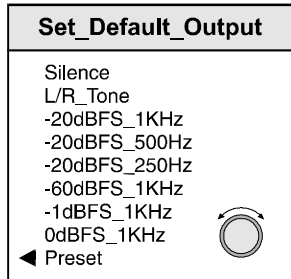 Set_Default_Output
Silence
L/R_Tone
-20dBFS_1KHz
-20dBFS_500Hz
-20dBFS_250Hz
-60dBFS_1KHz
-1dBFS_1KHz
0dBFS_1KHz
Preset